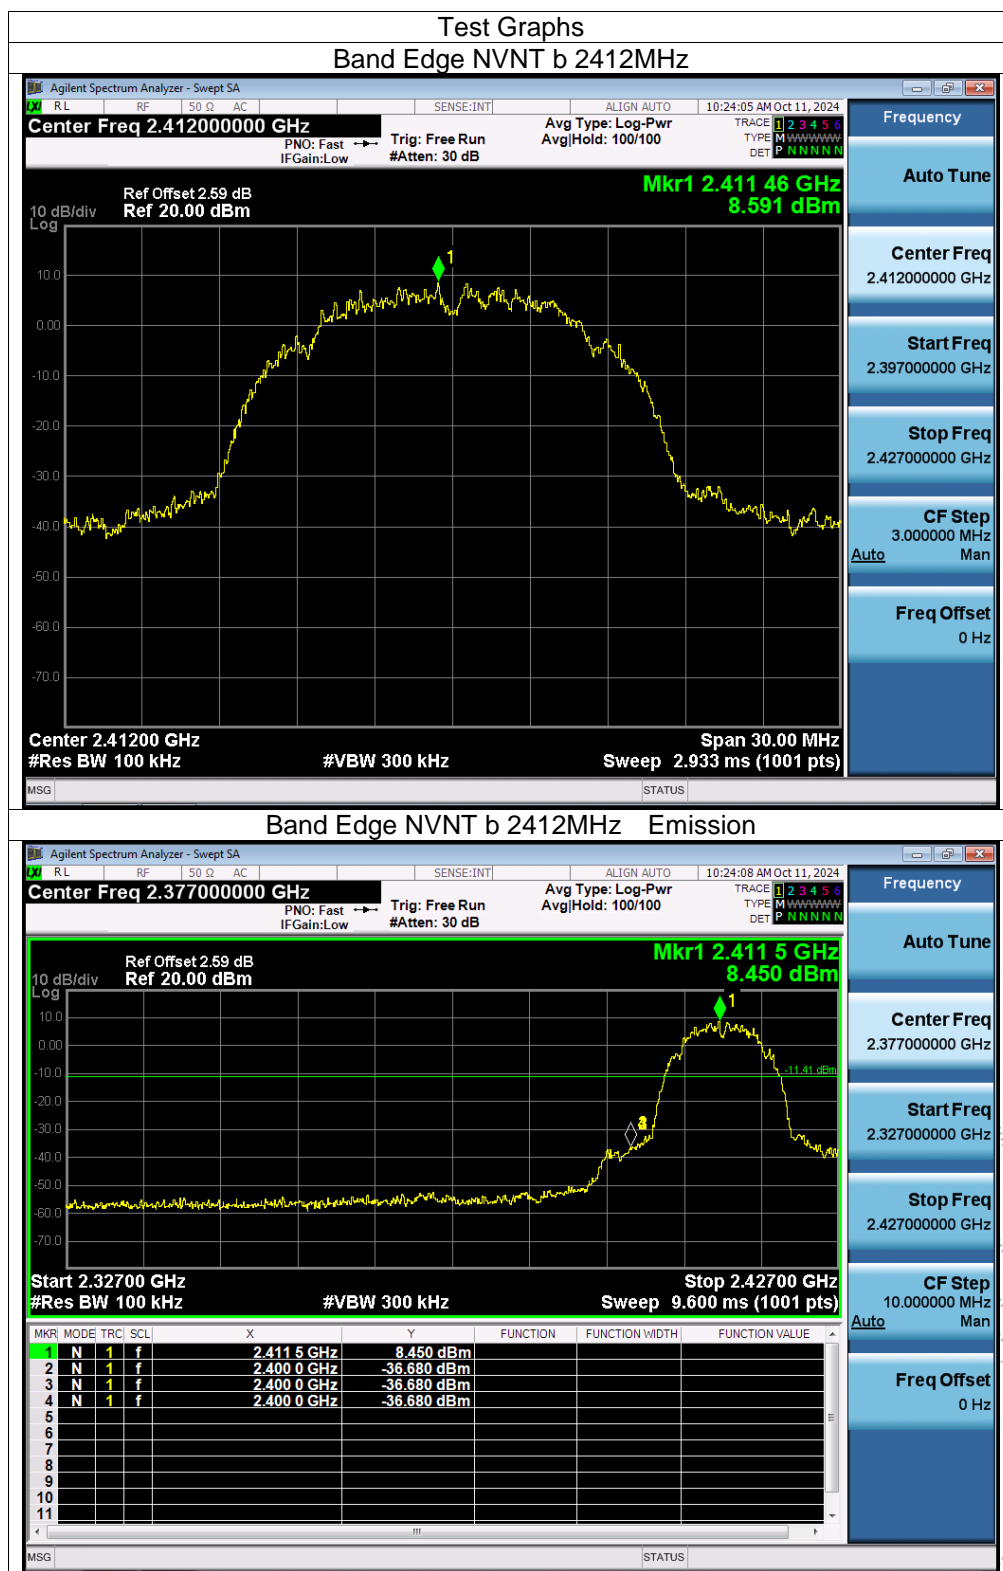 Test Graphs
Band Edge NVNT b 2412MHz
Agilent Spectrum Analyzer - Swept SA
LXI RL RF 50 Ω AC SENSE:INT ALIGN AUTO 10:24:05 AM Oct 11, 2024
Center Freq 2.412000000 GHz
PNO: Fast
IFGain:Low
Trig: Free Run
#Atten: 30 dB
Avg Type: Log-Pwr
Avg|Hold: 100/100
TRACE 1 2 3 4 5 6
TYPE M WWWWW
DET P N N N N N
Mkr1 2.411 46 GHz
8.591 dBm
Ref Offset 2.59 dB
10 dB/div Ref 20.00 dBm
Log
1
10.0
0.00
-10.0
-20.0
-30.0
-40.0
-50.0
-60.0
-70.0
Center 2.41200 GHz Span 30.00 MHz
#Res BW 100 kHz #VBW 300 kHz Sweep 2.933 ms (1001 pts)
MSG STATUS
Frequency
Auto Tune
Center Freq
2.412000000 GHz
Start Freq
2.397000000 GHz
Stop Freq
2.427000000 GHz
CF Step
3.000000 MHz
Auto Man
Freq Offset
0 Hz
Band Edge NVNT b 2412MHz Emission
Agilent Spectrum Analyzer - Swept SA
LXI RL RF 50 Ω AC SENSE:INT ALIGN AUTO 10:24:08 AM Oct 11, 2024
Center Freq 2.377000000 GHz
PNO: Fast
IFGain:Low
Trig: Free Run
#Atten: 30 dB
Avg Type: Log-Pwr
Avg|Hold: 100/100
TRACE 1 2 3 4 5 6
TYPE M WWWWW
DET P N N N N N
Mkr1 2.411 5 GHz
8.450 dBm
Ref Offset 2.59 dB
10 dB/div Ref 20.00 dBm
Log
1
10.0
0.00
-10.0
-11.41 dBm
-20.0
-30.0
-40.0
-50.0
-60.0
-70.0
Start 2.32700 GHz Stop 2.42700 GHz
#Res BW 100 kHz #VBW 300 kHz Sweep 9.600 ms (1001 pts)
MKR MODE TRC SCL X Y FUNCTION FUNCTION WIDTH FUNCTION VALUE
1 N 1 f 2.411 5 GHz 8.450 dBm
2 N 1 f 2.400 0 GHz -36.680 dBm
3 N 1 f 2.400 0 GHz -36.680 dBm
4 N 1 f 2.400 0 GHz -36.680 dBm
5
6
7
8
9
10
11
MSG STATUS
Frequency
Auto Tune
Center Freq
2.377000000 GHz
Start Freq
2.327000000 GHz
Stop Freq
2.427000000 GHz
CF Step
10.000000 MHz
Auto Man
Freq Offset
0 Hz